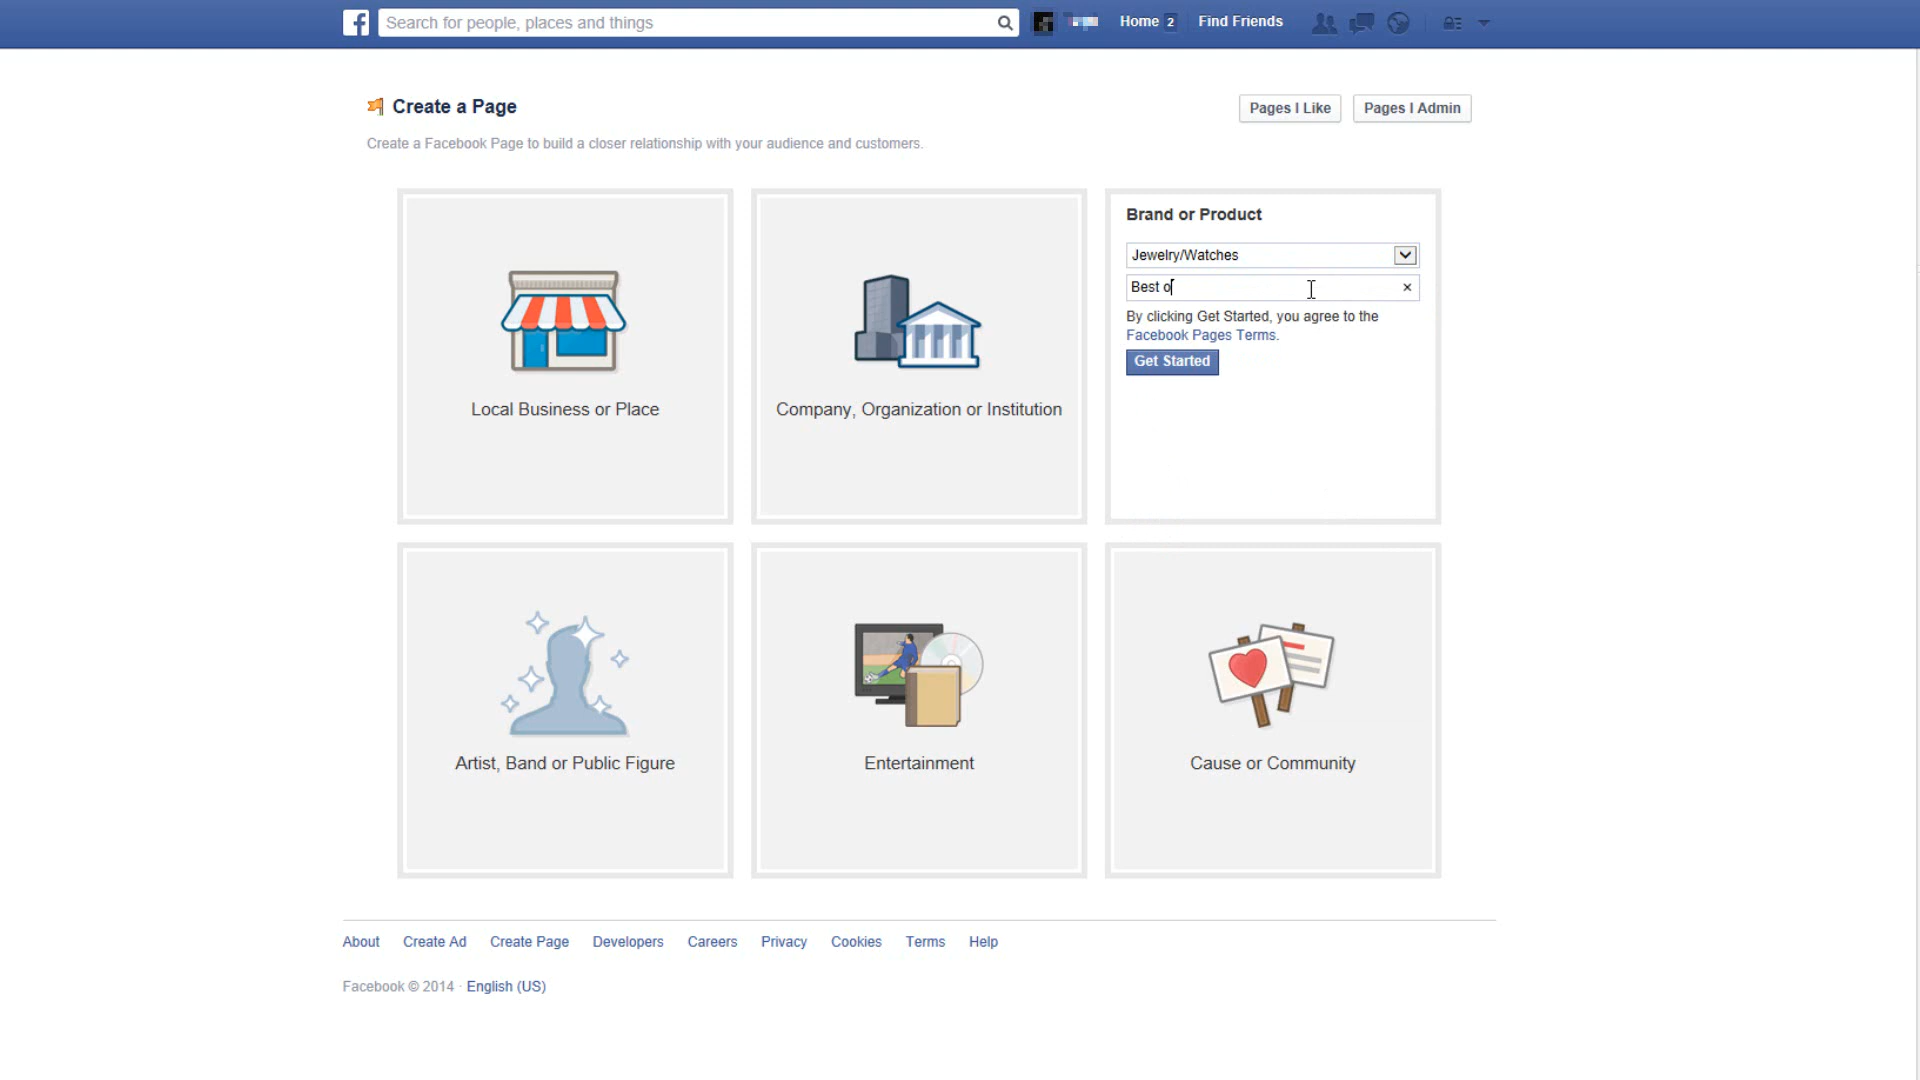 Search for people, places and things
Home 2
Find Friends
Create a Page
Pages I Like
Pages I Admin
Create a Facebook Page to build a closer relationship with your audience and customers.
Local Business or Place
Company, Organization or Institution
Brand or Product
Jewelry/Watches
Best o
By clicking Get Started, you agree to the
Facebook Pages Terms.
Get Started
Artist, Band or Public Figure
Entertainment
Cause or Community
About Create Ad Create Page Developers Careers Privacy Cookies Terms Help
Facebook © 2014 · English (US)